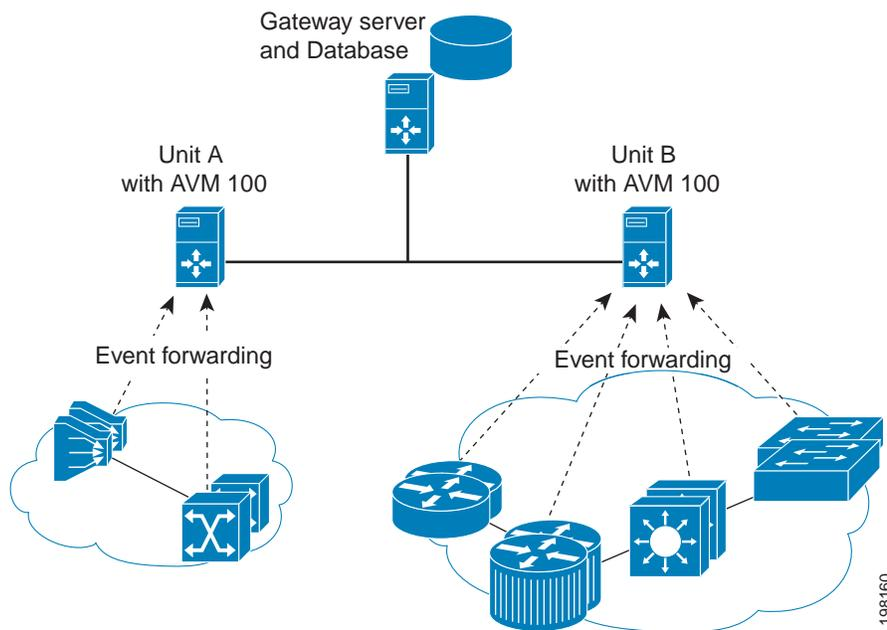 Gateway server
and Database
Unit A
with AVM 100
Unit B
with AVM 100
Event forwarding
Event forwarding
198160